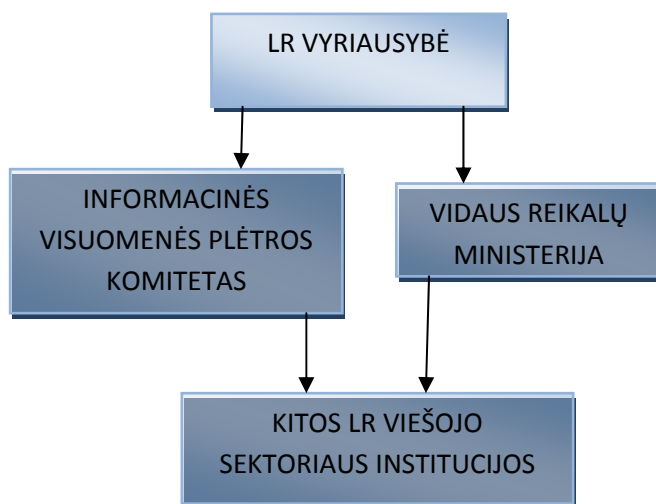 LR VYRIAUSYBĖ
INFORMACINĖS
VISUOMENĖS PLĖTROS
KOMITETAS
VIDAUS REIKALŲ
MINISTERIJA
KITOS LR VIEŠOJO
SEKTORIAUS INSTITUCIJOS